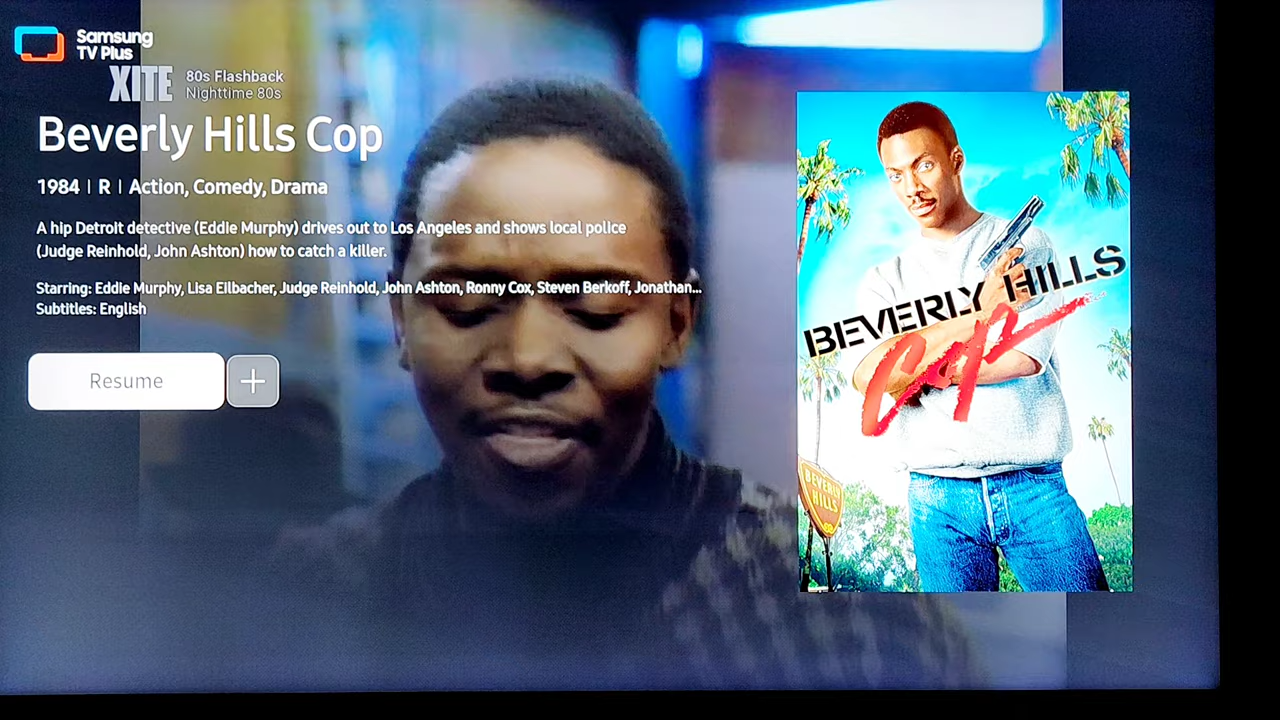 Samsung
TV Plus
XITE
80s Flashback
Nighttime 80s
Beverly Hills Cop
1984 | R | Action, Comedy, Drama
A hip Detroit detective (Eddie Murphy) drives out to Los Angeles and shows local police
(Judge Reinhold, John Ashton) how to catch a killer.
Starring: Eddie Murphy, Lisa Eilbacher, Judge Reinhold, John Ashton, Ronny Cox, Steven Berkoff, Jonathan...
Subtitles: English
Resume
BEVERLY HILLS
Cop
BEVERLY
HILLS